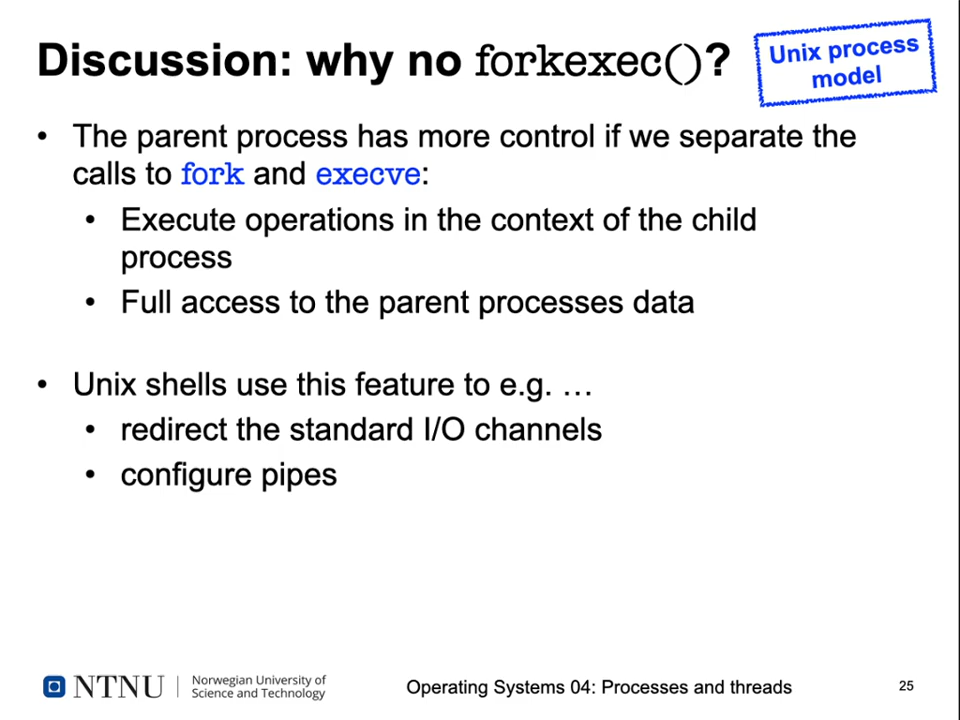 Discussion: why no forkexec()?
Unix process
model
• The parent process has more control if we separate the
calls to fork and execve:
• Execute operations in the context of the child
process
• Full access to the parent processes data
• Unix shells use this feature to e.g. …
• redirect the standard I/O channels
• configure pipes
NTNU
Norwegian University of
Science and Technology
Operating Systems 04: Processes and threads
25